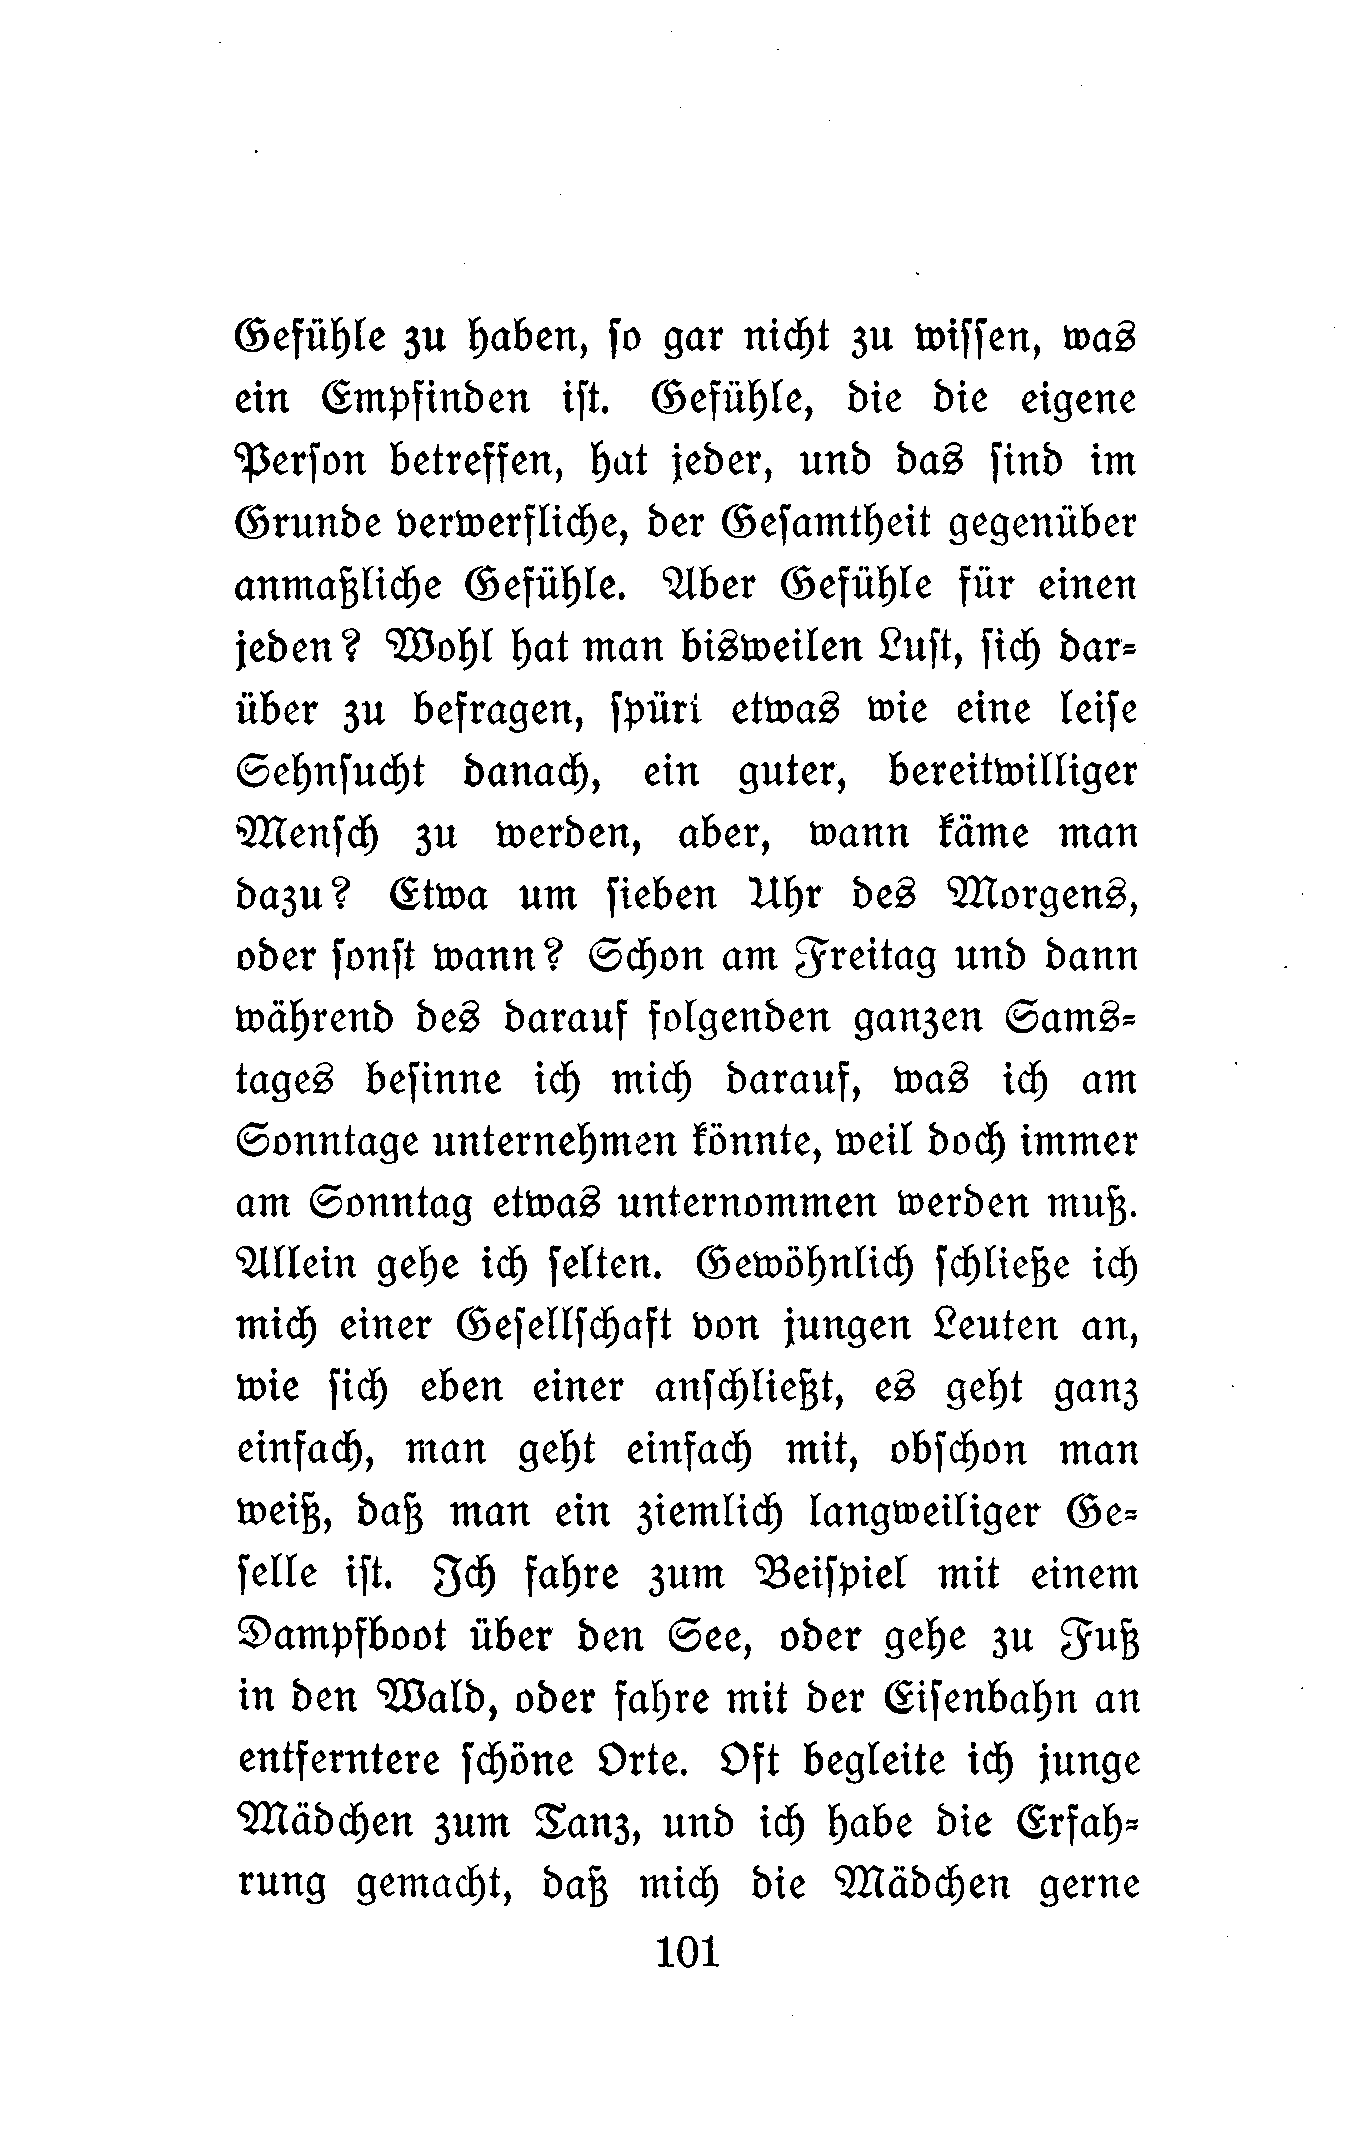 Gefühle zu haben, ſo gar nicht zu wiſſen, was
ein Empfinden iſt. Gefühle, die die eigene
Perſon betreffen, hat jeder, und das ſind im
Grunde verwerfliche, der Geſamtheit gegenüber
anmaßliche Gefühle. Aber Gefühle für einen
jeden? Wohl hat man bisweilen Luſt, ſich dar⸗
über zu befragen, ſpürt etwas wie eine leiſe
Sehnſucht danach, ein guter, bereitwilliger
Menſch zu werden, aber, wann käme man
dazu? Etwa um ſieben Uhr des Morgens,
oder ſonſt wann? Schon am Freitag und dann
während des darauf folgenden ganzen Sams⸗
tages beſinne ich mich darauf, was ich am
Sonntage unternehmen könnte, weil doch immer
am Sonntag etwas unternommen werden muß.
Allein gehe ich ſelten. Gewöhnlich ſchließe ich
mich einer Geſellſchaft von jungen Leuten an,
wie ſich eben einer anſchließt, es geht ganz
einfach, man geht einfach mit, obſchon man
weiß, daß man ein ziemlich langweiliger Ge⸗
ſelle iſt. Ich fahre zum Beiſpiel mit einem
Dampfboot über den See, oder gehe zu Fuß
in den Wald, oder fahre mit der Eiſenbahn an
entferntere ſchöne Orte. Oft begleite ich junge
Mädchen zum Tanz, und ich habe die Erfah⸗
rung gemacht, daß mich die Mädchen gerne
101